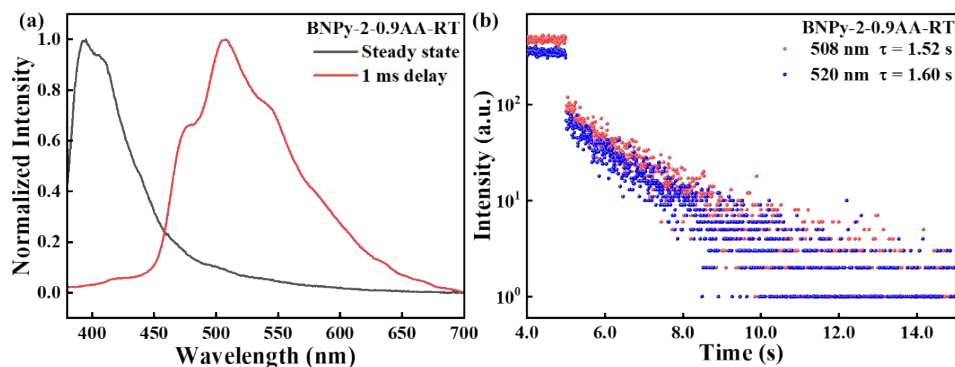 (a)
BNPy-2-0.9AA-RT
Steady state
1 ms delay
Normalized Intensity
1.0
0.8
0.6
0.4
0.2
0.0
400 450 500 550 600 650 700
Wavelength (nm)
(b)
BNPy-2-0.9AA-RT
508 nm τ = 1.52 s
520 nm τ = 1.60 s
Intensity (a.u.)
10²
10¹
10⁰
4.0 6.0 8.0 10.0 12.0 14.0
Time (s)